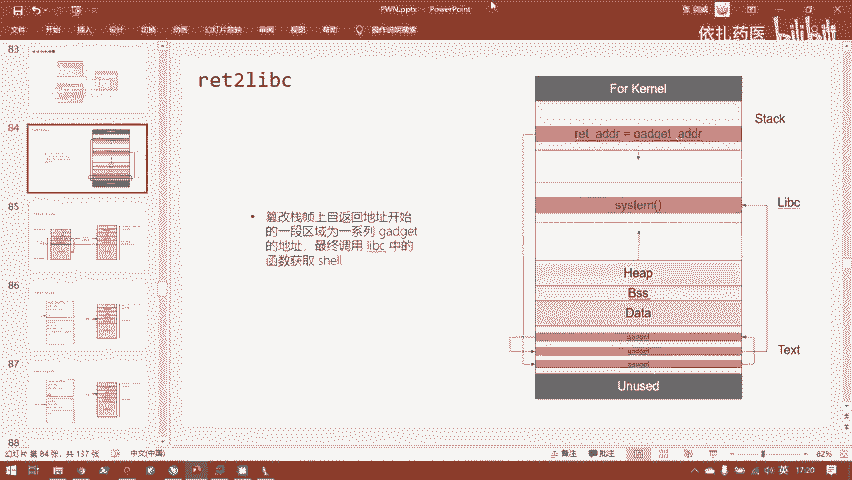 PWN.pptx - PowerPoint
文件
开始
插入
设计
切换
动画
幻灯片放映
审阅
视图
帮助
操作说明搜索
依扎药医
bilibili
83
84
85
86
87
88
ret2libc
篡改栈帧上自返回地址开始
的一段区域为一系列 gadget
的地址，最终调用 libc 中的
函数获取 shell
For Kernel
Stack
ret_addr = gadget_addr
system()
Libc
Heap
Bss
Data
gadget
gadget
gadget
Text
Unused
幻灯片 第 84 张，共 137 张
中文(中国)
备注
批注
62%
英
17:20